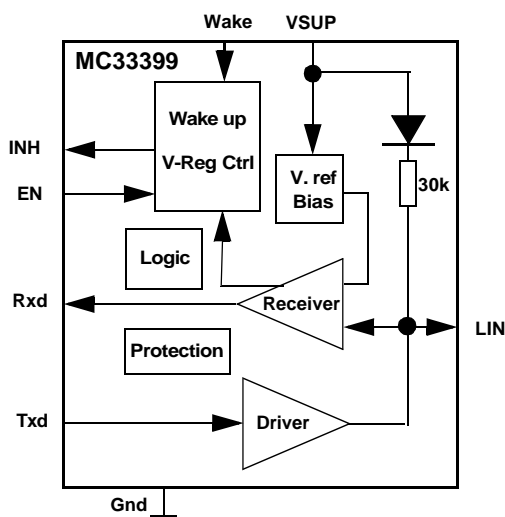 Wake VSUP
MC33399
Wake up
V-Reg Ctrl
INH
EN
V. ref
Bias
30k
Logic
Rxd
Receiver
LIN
Protection
Txd
Driver
Gnd